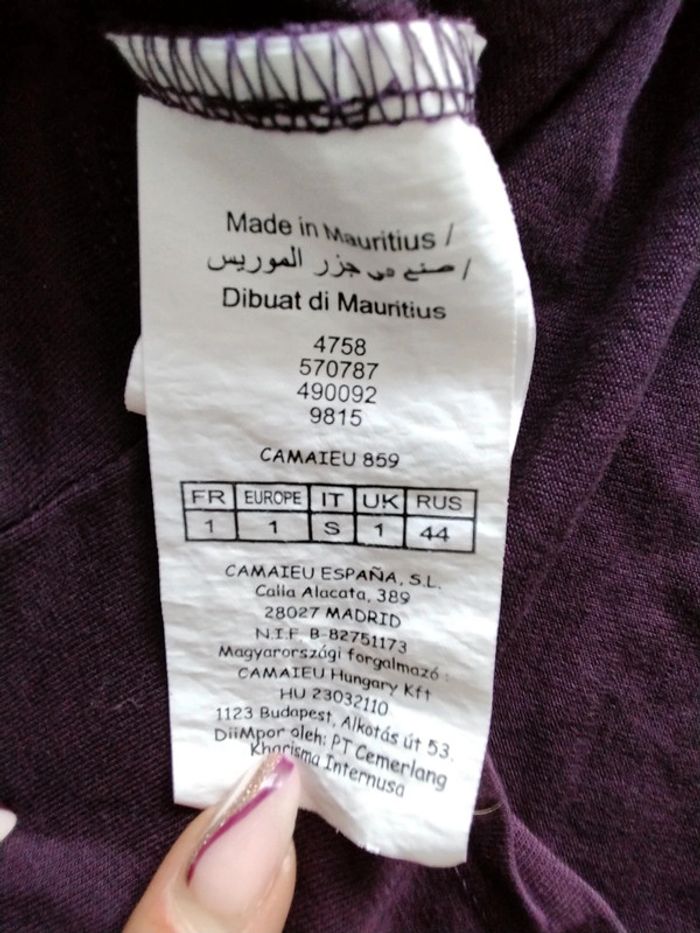 Made in Mauritius /
صنع في جزر الموريس /
Dibuat di Mauritius
4758
570787
490092
9815
CAMAIEU 859
FR EUROPE IT UK RUS
1 1 S 1 44
CAMAIEU ESPAÑA, S.L.
Calla Alacata, 389
28027 MADRID
N.I.F. B-82751173
Magyarországi forgalmazó :
CAMAIEU Hungary Kft
HU 23032110
1123 Budapest, Alkotás út 53.
DiiMpor oleh: PT Cemerlang
Kharisma Internusa